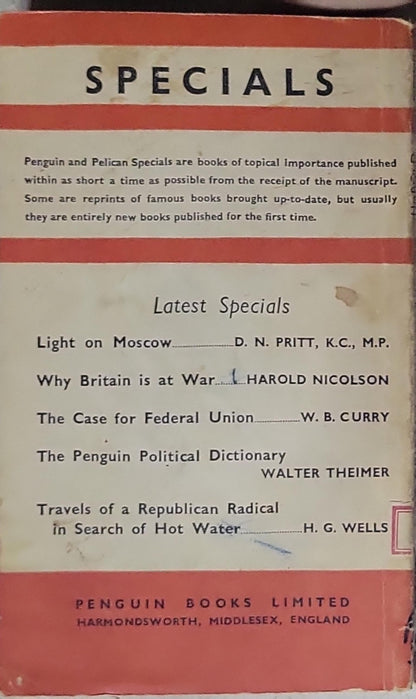 SPECIALS
Penguin and Pelican Specials are books of topical importance published
within as short a time as possible from the receipt of the manuscript.
Some are reprints of famous books brought up-to-date, but usually
they are entirely new books published for the first time.
Latest Specials
Light on Moscow..............D. N. PRITT, K.C., M.P.
Why Britain is at War.......HAROLD NICOLSON
The Case for Federal Union..........W. B. CURRY
The Penguin Political Dictionary
WALTER THEIMER
Travels of a Republican Radical
in Search of Hot Water..............H. G. WELLS
PENGUIN BOOKS LIMITED
HARMONDSWORTH, MIDDLESEX, ENGLAND